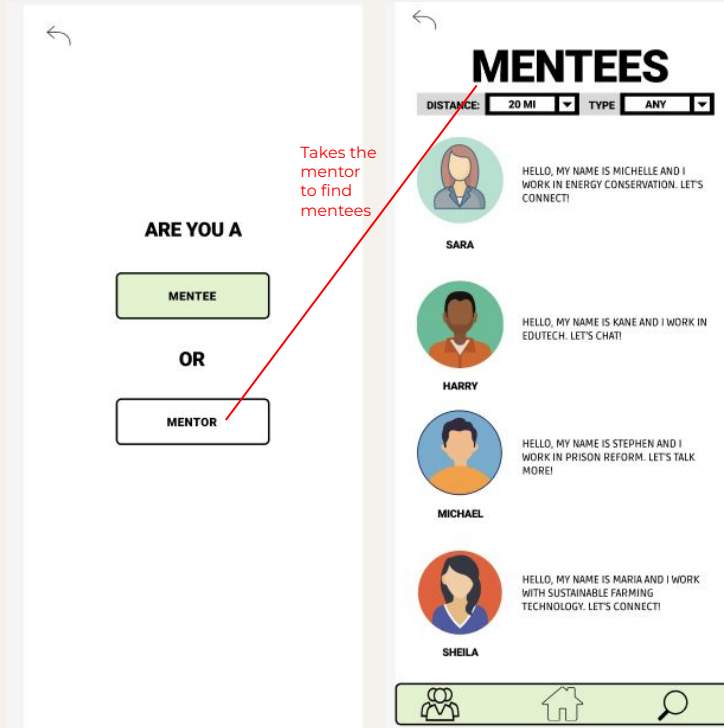 ARE YOU A
MENTEE
OR
MENTOR
Takes the
mentor
to find
mentees
MENTEES
DISTANCE: 20 MI TYPE ANY
HELLO, MY NAME IS MICHELLE AND I
WORK IN ENERGY CONSERVATION. LET'S
CONNECT!
SARA
HELLO, MY NAME IS KANE AND I WORK IN
EDUTECH. LET'S CHAT!
HARRY
HELLO, MY NAME IS STEPHEN AND I
WORK IN PRISON REFORM. LET'S TALK
MORE!
MICHAEL
HELLO, MY NAME IS MARIA AND I WORK
WITH SUSTAINABLE FARMING
TECHNOLOGY. LET'S CONNECT!
SHEILA